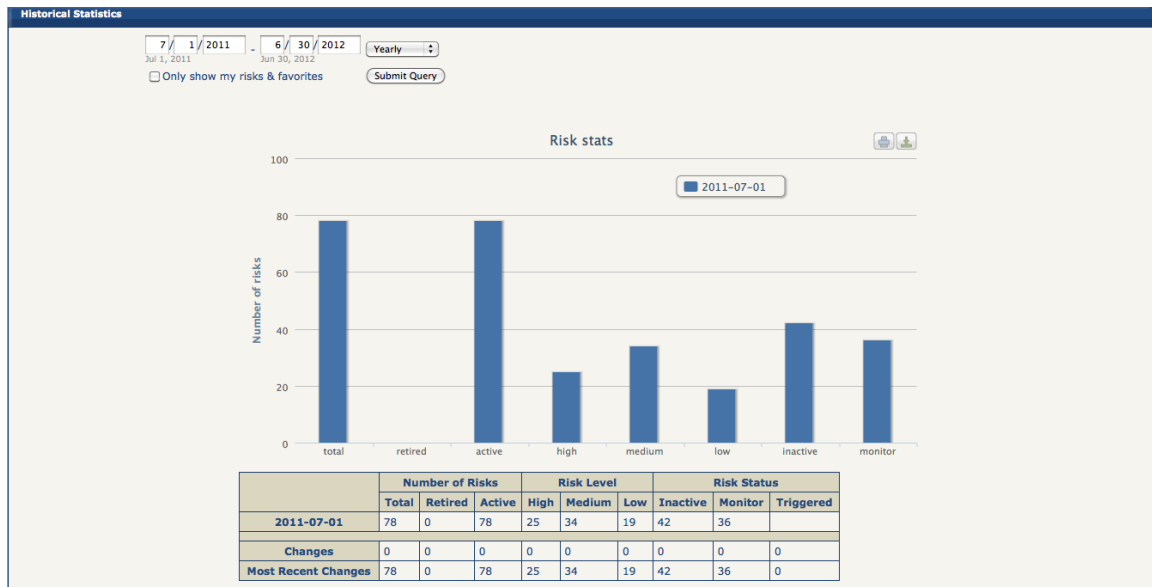 Historical Statistics
7 / 1 / 2011 - 6 / 30 / 2012 Yearly
Jul 1, 2011 Jun 30, 2012
Only show my risks & favorites Submit Query
Risk stats
100
2011-07-01
80
60
40
20
0
Number of risks
total retired active high medium low inactive monitor
Number of Risks Risk Level Risk Status
Total Retired Active High Medium Low Inactive Monitor Triggered
2011-07-01 78 0 78 25 34 19 42 36
Changes 0 0 0 0 0 0 0 0 0
Most Recent Changes 78 0 78 25 34 19 42 36 0